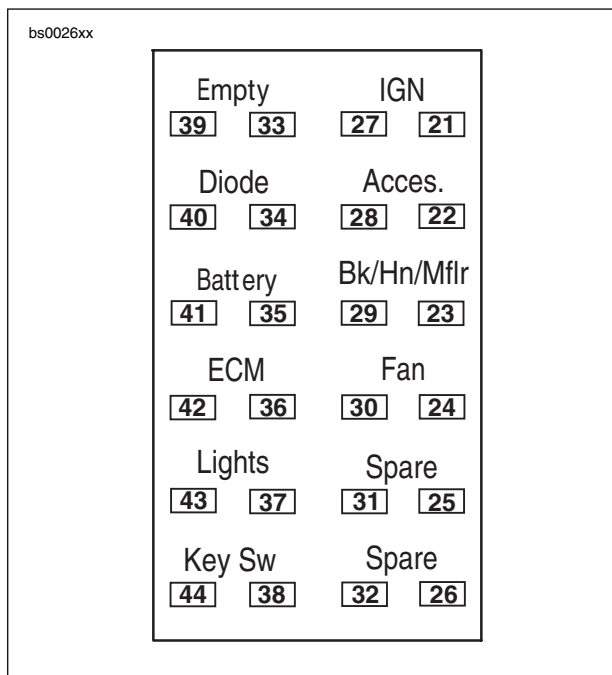 bs0026xx
Empty IGN
39 33 27 21
Diode Acces.
40 34 28 22
Battery Bk/Hn/Mflr
41 35 29 23
ECM Fan
42 36 30 24
Lights Spare
43 37 31 25
Key Sw Spare
44 38 32 26